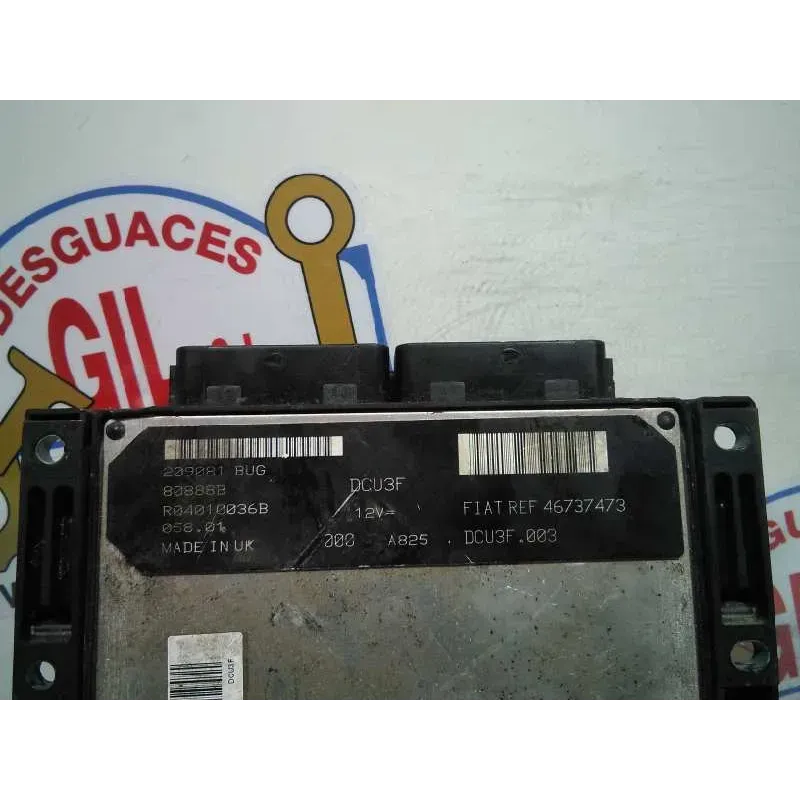 DESGUACES
GIL
209081 BUG
80888B
DCU3F
R04010036B
12V
FIAT REF 46737473
058.01
MADE IN UK
000
A825
DCU3F.003
DCU3F